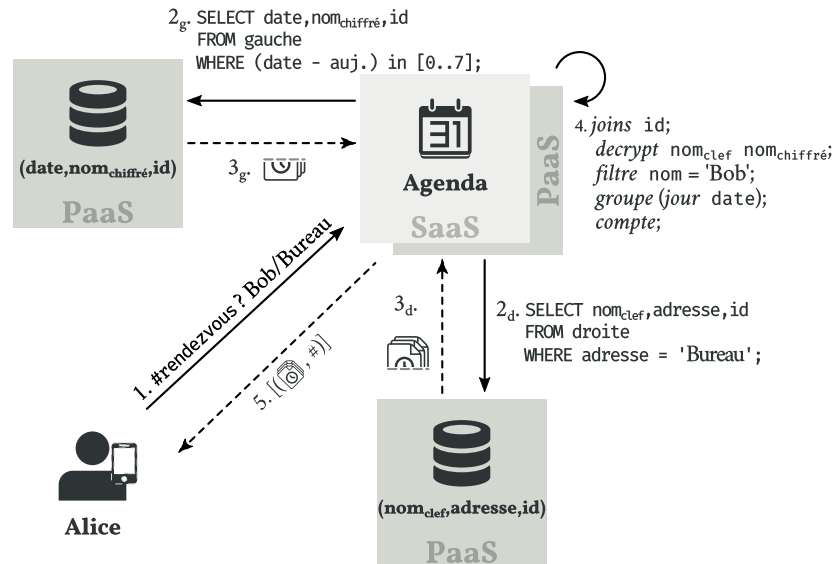 2g. SELECT date,nomchiffré,id
FROM gauche
WHERE (date - auj.) in [0..7];
(date,nomchiffré,id)
PaaS
3g.
31
Agenda
SaaS
PaaS
4. joins id;
decrypt nomclef nomchiffré;
filtre nom = 'Bob';
groupe (jour date);
compte;
1. #rendezvous ? Bob/Bureau
5. [( , #)]
3d.
2d. SELECT nomclef,adresse,id
FROM droite
WHERE adresse = 'Bureau';
Alice
(nomclef,adresse,id)
PaaS